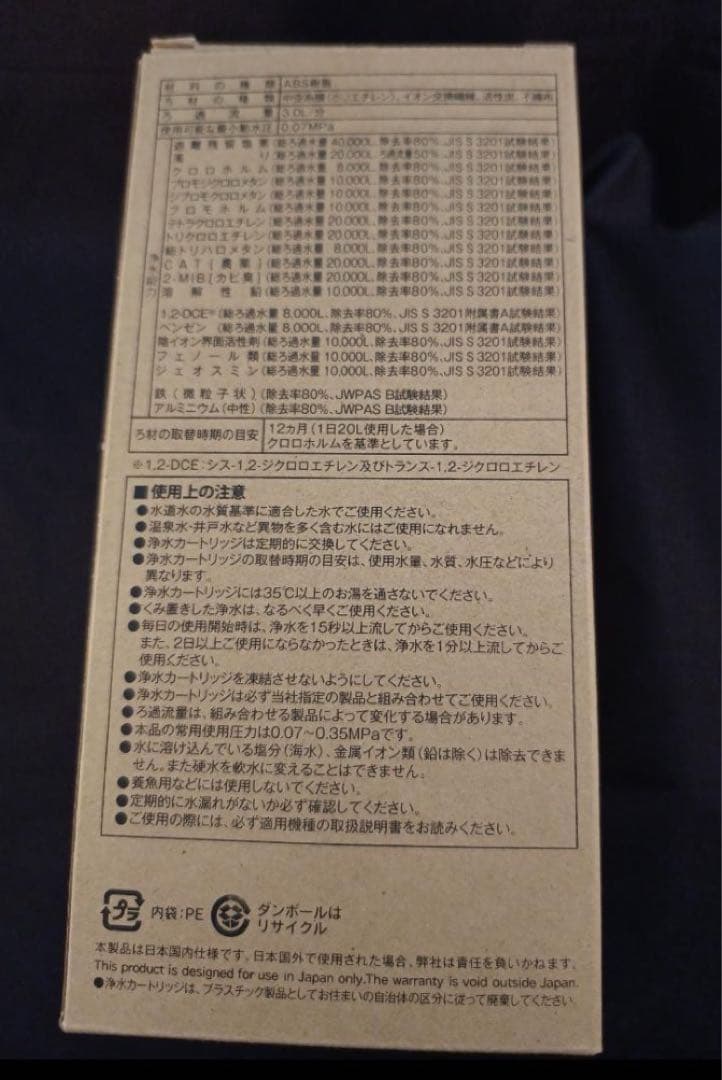 材料の種類 ABS樹脂
ろ材の種類 中空糸膜(ポリエチレン)、イオン交換繊維、活性炭、不織布
ろ過流量 3.0L/分
使用可能な最小動水圧 0.07MPa
浄水能力
遊離残留塩素(総ろ過水量 40,000L、除去率80%、JIS S 3201試験結果)
濁り(総ろ過水量 20,000L、ろ過流量50%、JIS S 3201試験結果)
クロロホルム(総ろ過水量 8,000L、除去率80%、JIS S 3201試験結果)
ブロモジクロロメタン(総ろ過水量 10,000L、除去率80%、JIS S 3201試験結果)
ジブロモクロロメタン(総ろ過水量 10,000L、除去率80%、JIS S 3201試験結果)
ブロモホルム(総ろ過水量 10,000L、除去率80%、JIS S 3201試験結果)
テトラクロロエチレン(総ろ過水量 20,000L、除去率80%、JIS S 3201試験結果)
トリクロロエチレン(総ろ過水量 20,000L、除去率80%、JIS S 3201試験結果)
総トリハロメタン(総ろ過水量 8,000L、除去率80%、JIS S 3201試験結果)
CAT(農薬)(総ろ過水量 20,000L、除去率80%、JIS S 3201試験結果)
2-MIB(カビ臭)(総ろ過水量 20,000L、除去率80%、JIS S 3201試験結果)
溶解性鉛(総ろ過水量 10,000L、除去率80%、JIS S 3201試験結果)
1,2-DCE※(総ろ過水量 8,000L、除去率80%、JIS S 3201附属書A試験結果)
ベンゼン(総ろ過水量 8,000L、除去率80%、JIS S 3201附属書A試験結果)
陰イオン界面活性剤(総ろ過水量 10,000L、除去率80%、JIS S 3201試験結果)
フェノール類(総ろ過水量 10,000L、除去率80%、JIS S 3201試験結果)
ジェオスミン(総ろ過水量 10,000L、除去率80%、JIS S 3201試験結果)
鉄(微粒子状)(除去率80%、JWPAS B試験結果)
アルミニウム(中性)(除去率80%、JWPAS B試験結果)
ろ材の取替時期の目安 12ヵ月(1日20L使用した場合)
クロロホルムを基準としています。
※1,2-DCE:シス-1,2-ジクロロエチレン及びトランス-1,2-ジクロロエチレン
■使用上の注意
●水道水の水質基準に適合した水でご使用ください。
●温泉水・井戸水など異物を多く含む水にはご使用になれません。
●浄水カートリッジは定期的に交換してください。
●浄水カートリッジの取替時期の目安は、使用水量、水質、水圧などにより
異なります。
●浄水カートリッジには35℃以上のお湯を通さないでください。
●くみ置きした浄水は、なるべく早くご使用ください。
●毎日の使用開始時は、浄水を15秒以上流してからご使用ください。
また、2日以上ご使用にならなかったときは、浄水を1分以上流してからご
使用ください。
●浄水カートリッジを凍結させないようにしてください。
●浄水カートリッジは必ず当社指定の製品と組み合わせてご使用ください。
●ろ過流量は、組み合わせる製品によって変化する場合があります。
●本品の常用使用圧力は0.07~0.35MPaです。
●水に溶け込んでいる塩分(海水)、金属イオン類(鉛は除く)は除去できま
せん。また硬水を軟水に変えることはできません。
●養魚用などには使用しないでください。
●定期的に水漏れがないか必ず確認してください。
●ご使用の際には、必ず適用機種の取扱説明書をお読みください。
プラ 内袋:PE ダンボールは
リサイクル
本製品は日本国内仕様です。日本国外で使用された場合、弊社は責任を負いかねます。
This product is designed for use in Japan only.The warranty is void outside Japan.
●浄水カートリッジは、プラスチック製品としてお住まいの自治体の区分に従って廃棄してください。